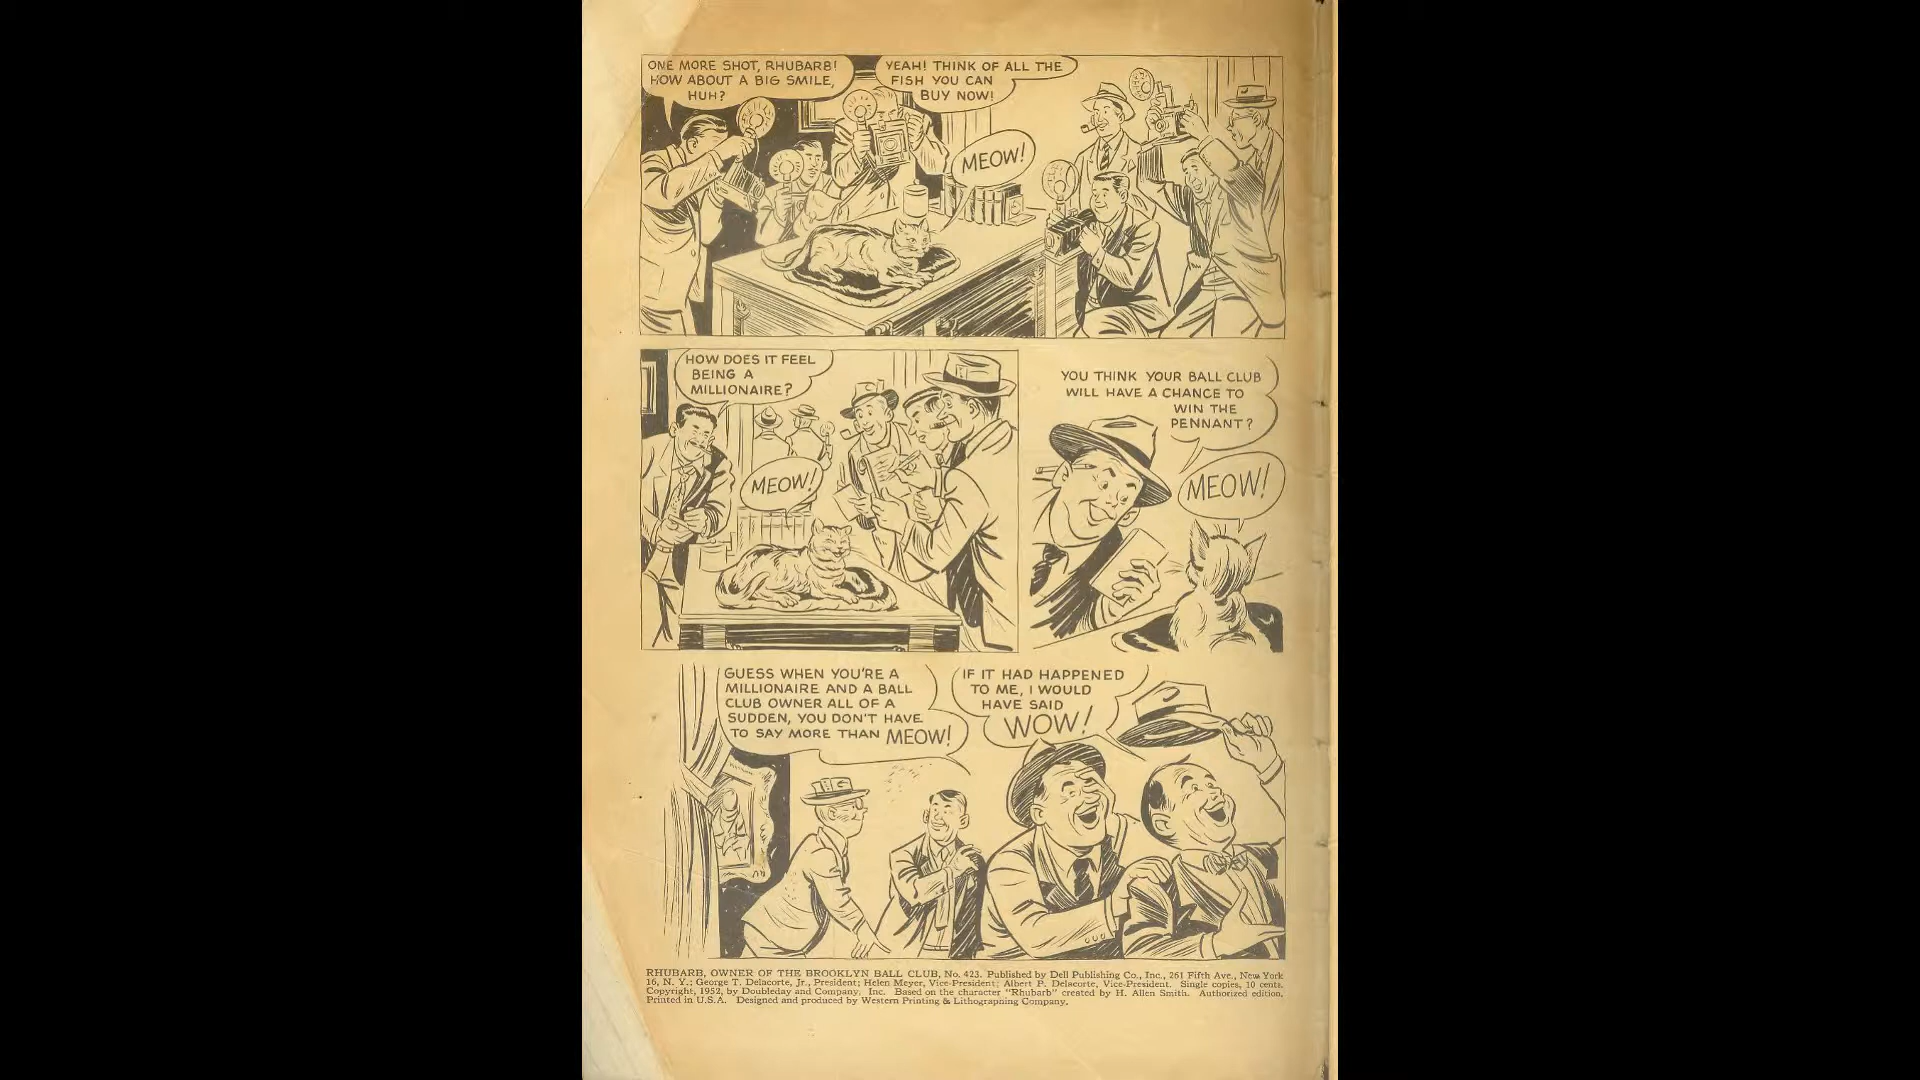 ONE MORE SHOT, RHUBARB!
HOW ABOUT A BIG SMILE,
HUH?
YEAH! THINK OF ALL THE
FISH YOU CAN
BUY NOW!
MEOW!
HOW DOES IT FEEL
BEING A
MILLIONAIRE?
MEOW!
YOU THINK YOUR BALL CLUB
WILL HAVE A CHANCE TO
WIN THE
PENNANT?
MEOW!
GUESS WHEN YOU'RE A
MILLIONAIRE AND A BALL
CLUB OWNER ALL OF A
SUDDEN, YOU DON'T HAVE
TO SAY MORE THAN MEOW!
IF IT HAD HAPPENED
TO ME, I WOULD
HAVE SAID
WOW!
RHUBARB, OWNER OF THE BROOKLYN BALL CLUB, No. 423. Published by Dell Publishing Co., Inc., 261 Fifth Ave., New York
16, N. Y.; George T. Delacorte, Jr., President; Helen Meyer, Vice-President; Albert P. Delacorte, Vice-President. Single copies, 10 cents.
Copyright, 1952, by Doubleday and Company, Inc. Based on the character "Rhubarb" created by H. Allen Smith. Authorized edition.
Printed in U.S.A. Designed and produced by Western Printing & Lithographing Company.